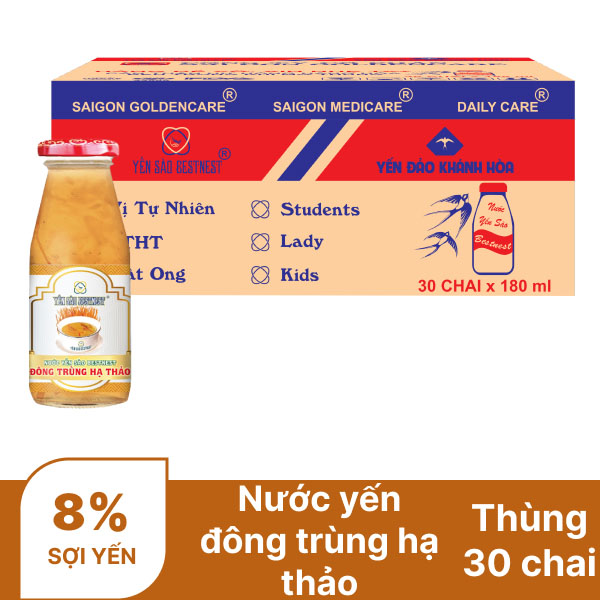 SAIGON GOLDENCARE®
SAIGON MEDICARE®
DAILY CARE®
YẾN SÀO BESTNEST®
YẾN ĐẢO KHÁNH HÒA
Vị Tự Nhiên
Students
THT
Lady
ật Ong
Kids
Nước
Yến Sào
Bestnest
30 CHAI x 180 ml
YẾN SÀO BESTNEST
NƯỚC YẾN SÀO BESTNEST
ĐÔNG TRÙNG HẠ THẢO
8%
SỢI YẾN
Nước yến
đông trùng hạ
thảo
Thùng
30 chai